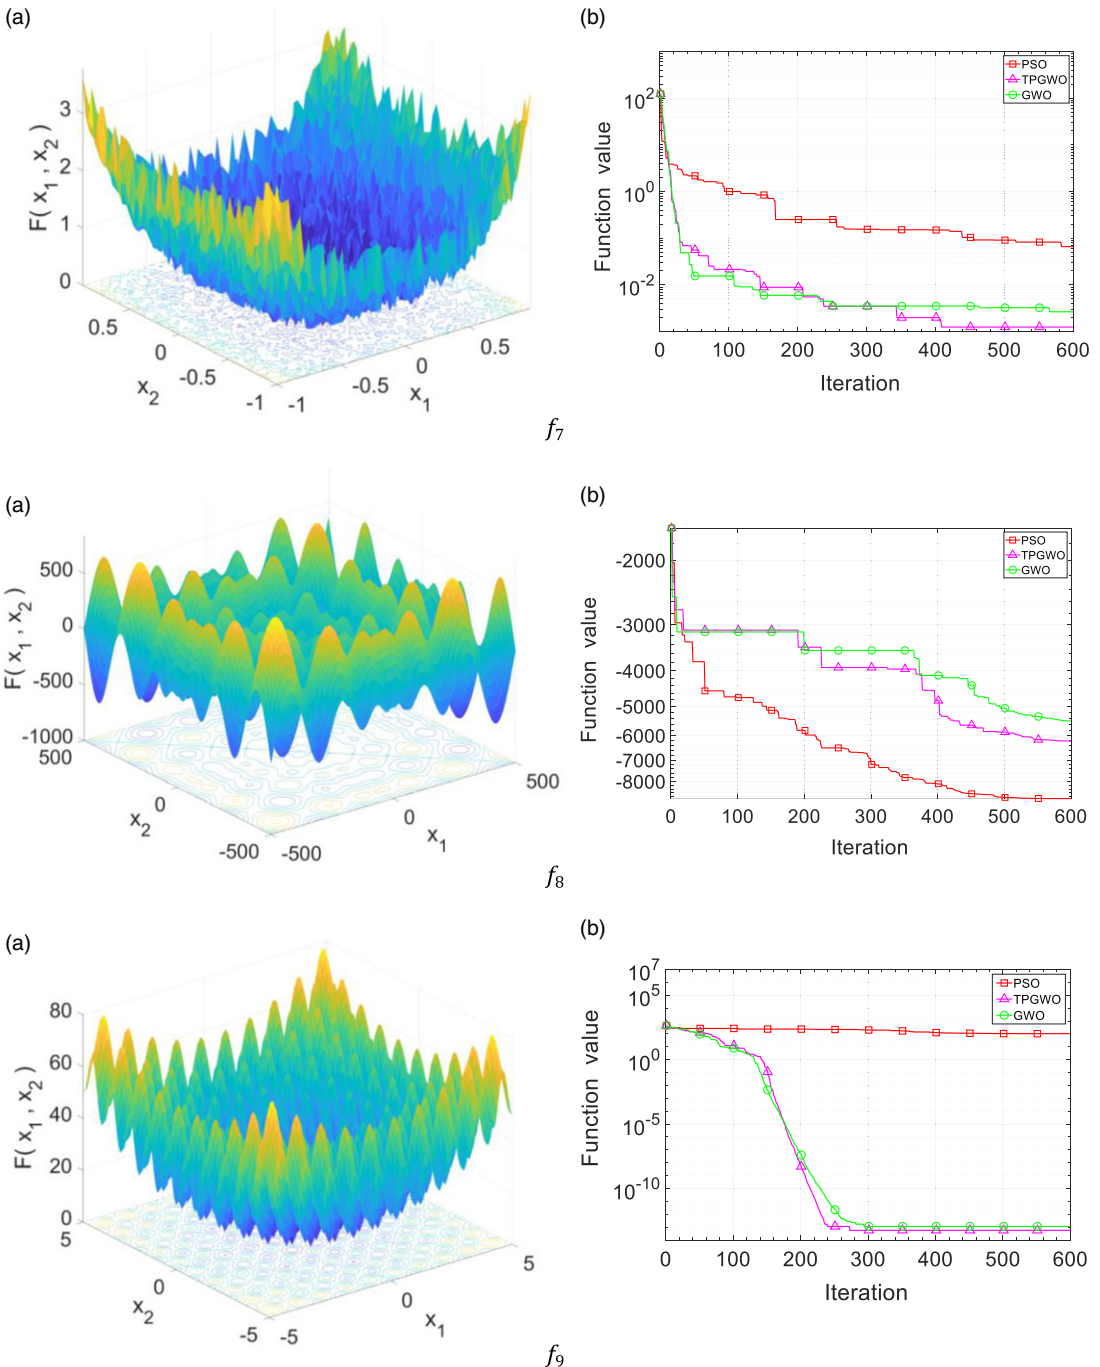 (a)
(b)
F( x1 , x2 )
3
2
1
0
0.5
0
-0.5
-1
x2
-1
-0.5
0
0.5
x1
Function value
10^2
10^0
10^-2
0 100 200 300 400 500 600
Iteration
PSO
TPGWO
GWO
f7
(a)
(b)
F( x1 , x2 )
500
0
-500
-1000
500
0
-500
x2
-500
0
500
x1
Function value
-2000
-3000
-4000
-5000
-6000
-7000
-8000
0 100 200 300 400 500 600
Iteration
PSO
TPGWO
GWO
f8
(a)
(b)
F( x1 , x2 )
80
60
40
20
0
5
0
-5
x2
-5
0
5
x1
Function value
10^7
10^5
10^0
10^-5
10^-10
0 100 200 300 400 500 600
Iteration
PSO
TPGWO
GWO
f9